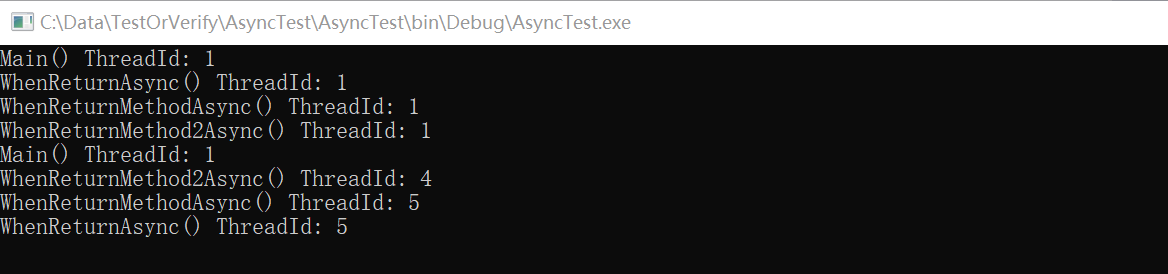 C:\Data\TestOrVerify\AsyncTest\AsyncTest\bin\Debug\AsyncTest.exe
Main() ThreadId: 1
WhenReturnAsync() ThreadId: 1
WhenReturnMethodAsync() ThreadId: 1
WhenReturnMethod2Async() ThreadId: 1
Main() ThreadId: 1
WhenReturnMethod2Async() ThreadId: 4
WhenReturnMethodAsync() ThreadId: 5
WhenReturnAsync() ThreadId: 5